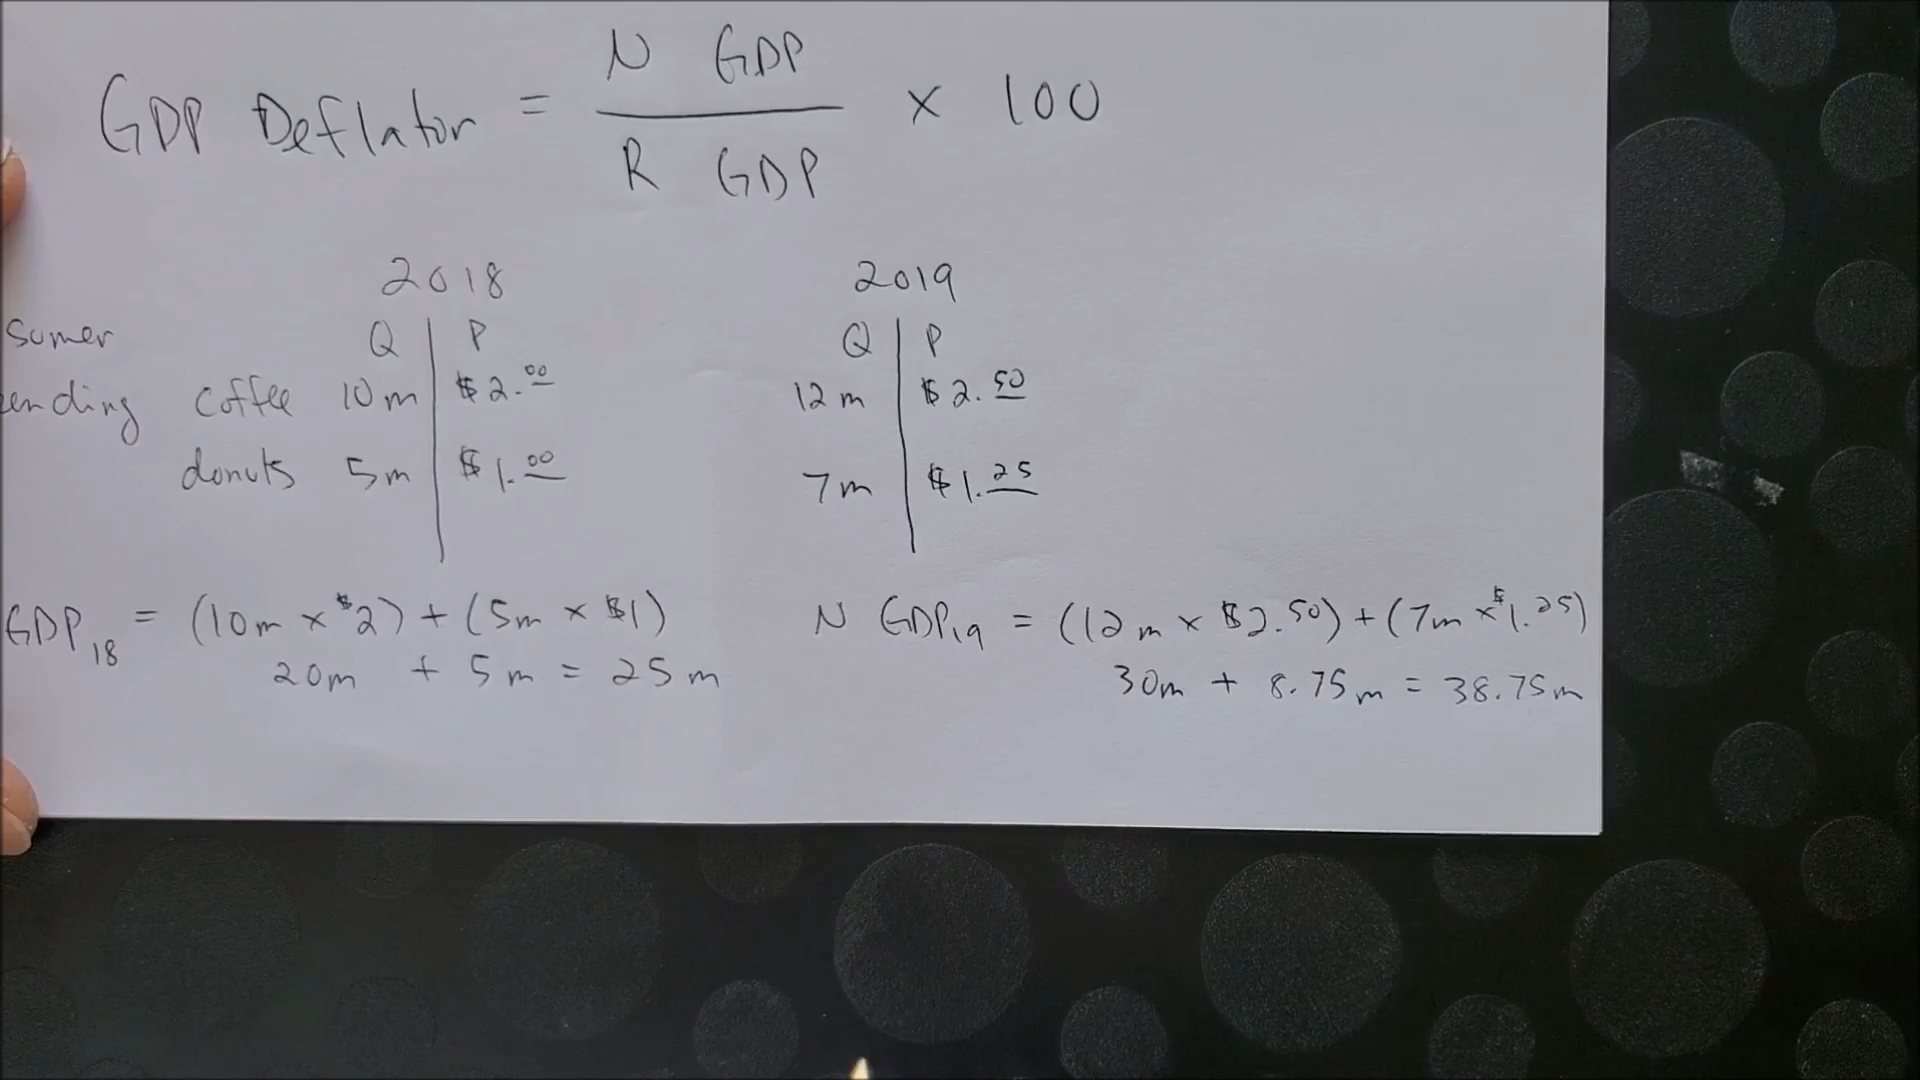 N GDP
GDP Deflator = ―― × 100
R GDP
2018 2019
sumer Q P Q P
ending coffee 10m $2.00 12m $2.50
donuts 5m $1.00 7m $1.25
GDP18 = (10m × $2) + (5m × $1) N GDP19 = (12m × $2.50) + (7m × $1.25)
20m + 5m = 25m 30m + 8.75m = 38.75m